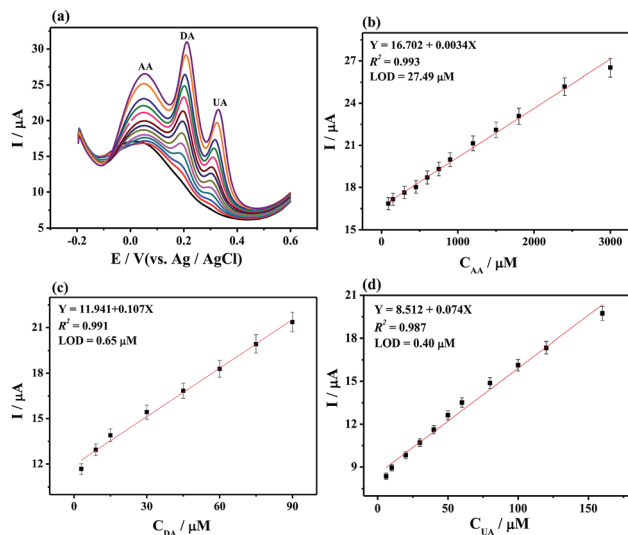 (a)
AA
DA
UA
I / µA
35
30
25
20
15
10
5
-0.2
0.0
0.2
0.4
0.6
E / V(vs. Ag / AgCl)
(b)
Y = 16.702 + 0.0034X
R² = 0.993
LOD = 27.49 µM
I / µA
27
24
21
18
15
0
1000
2000
3000
C_AA / µM
(c)
Y = 11.941+0.107X
R² = 0.991
LOD = 0.65 µM
I / µA
21
18
15
12
0
30
60
90
C_DA / µM
(d)
Y = 8.512 + 0.074X
R² = 0.987
LOD = 0.40 µM
I / µA
21
18
15
12
9
0
50
100
150
C_UA / µM